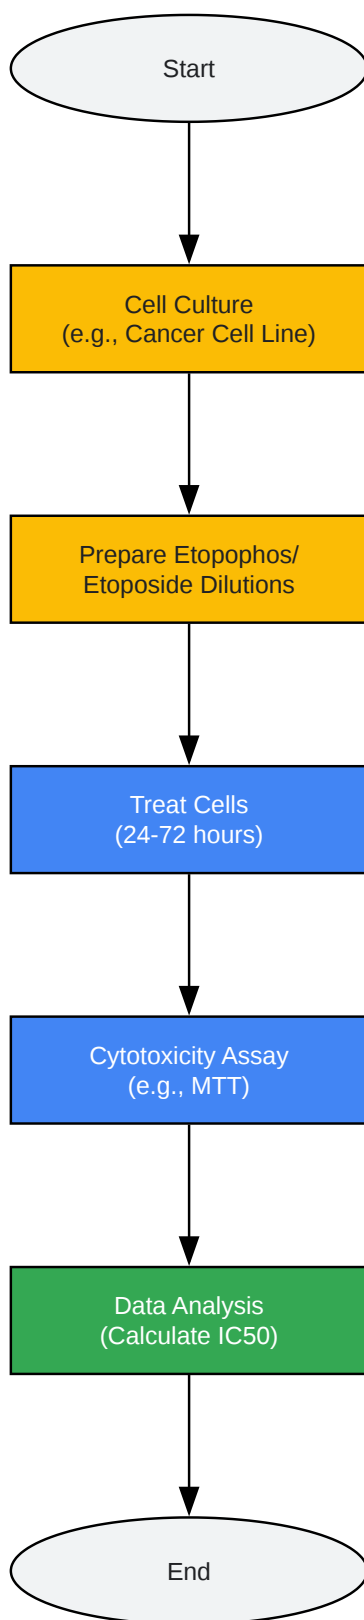 Start
Cell Culture
(e.g., Cancer Cell Line)
Prepare Etopophos/
Etoposide Dilutions
Treat Cells
(24-72 hours)
Cytotoxicity Assay
(e.g., MTT)
Data Analysis
(Calculate IC50)
End